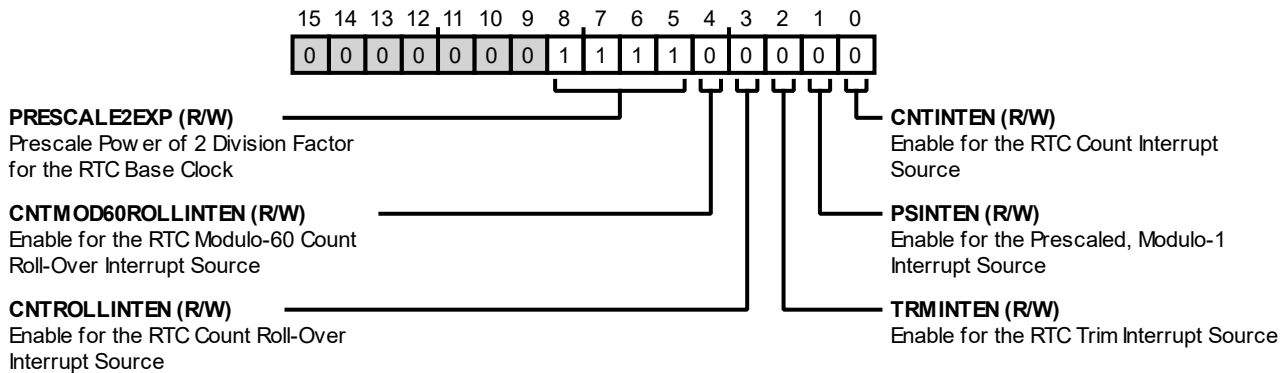 15 14 13 12 11 10 9 8 7 6 5 4 3 2 1 0
0 0 0 0 0 0 0 1 1 1 1 0 0 0 0 0
PRESCALE2EXP (R/W)
Prescale Power of 2 Division Factor
for the RTC Base Clock
CNTMOD60ROLLINTEN (R/W)
Enable for the RTC Modulo-60 Count
Roll-Over Interrupt Source
CNTROLLINTEN (R/W)
Enable for the RTC Count Roll-Over
Interrupt Source
CNTINTEN (R/W)
Enable for the RTC Count Interrupt
Source
PSINTEN (R/W)
Enable for the Prescaled, Modulo-1
Interrupt Source
TRMINTEN (R/W)
Enable for the RTC Trim Interrupt Source